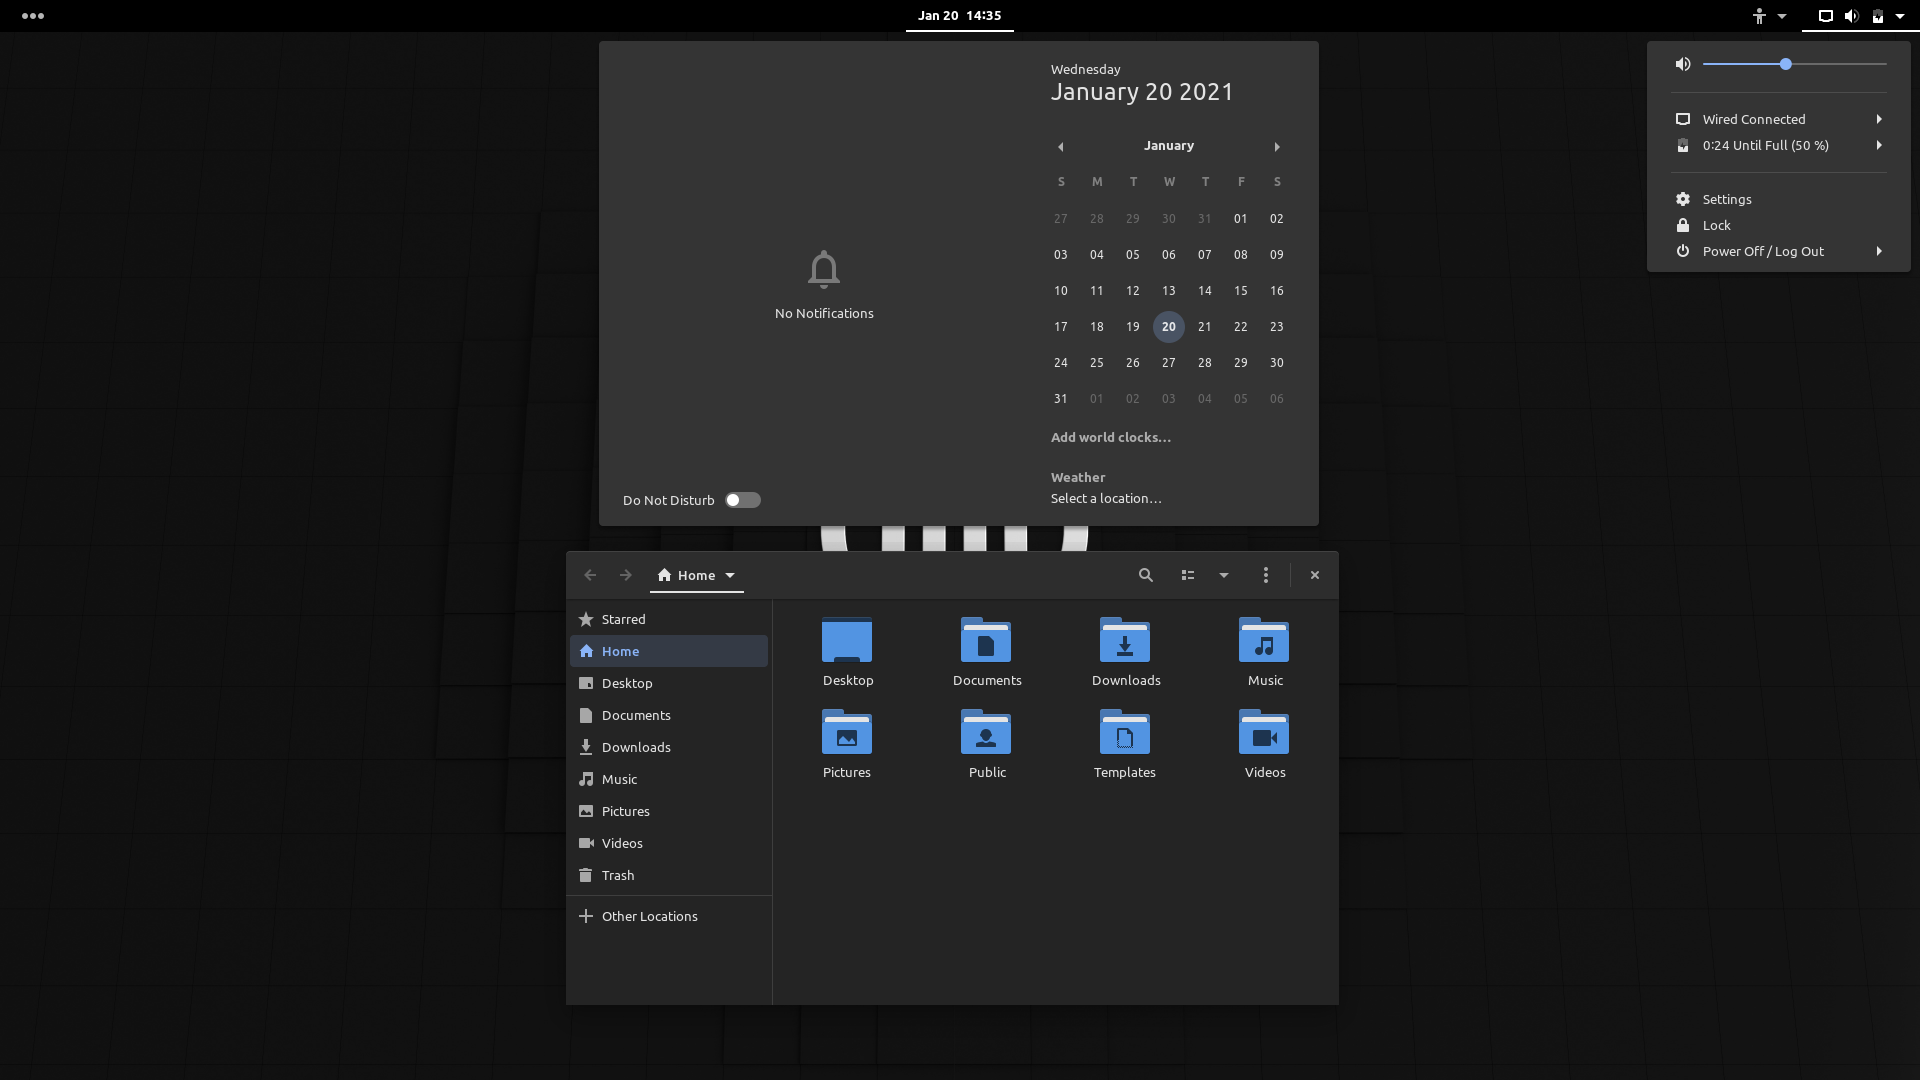 Jan 20 14:35
Wednesday
January 20 2021
January
S M T W T F S
27 28 29 30 31 01 02
03 04 05 06 07 08 09
10 11 12 13 14 15 16
17 18 19 20 21 22 23
24 25 26 27 28 29 30
31 01 02 03 04 05 06
Add world clocks…
Weather
Select a location…
No Notifications
Do Not Disturb
Wired Connected
0:24 Until Full (50 %)
Settings
Lock
Power Off / Log Out
Home
Starred
Home
Desktop
Documents
Downloads
Music
Pictures
Videos
Trash
Other Locations
Desktop
Documents
Downloads
Music
Pictures
Public
Templates
Videos